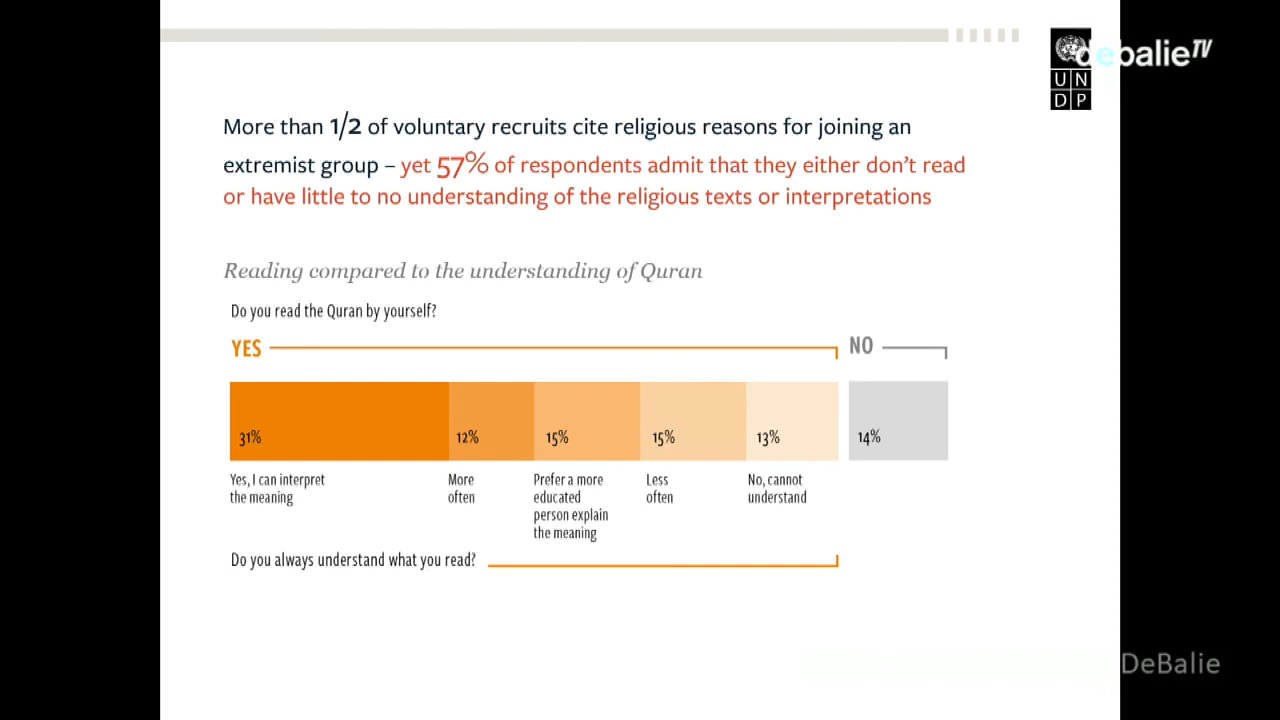 debalieTV
UN
DP
More than 1/2 of voluntary recruits cite religious reasons for joining an
extremist group – yet 57% of respondents admit that they either don't read
or have little to no understanding of the religious texts or interpretations
Reading compared to the understanding of Quran
Do you read the Quran by yourself?
YES NO
31% 12% 15% 15% 13% 14%
Yes, I can interpret
the meaning
More
often
Prefer a more
educated
person explain
the meaning
Less
often
No, cannot
understand
Do you always understand what you read?
DeBalie